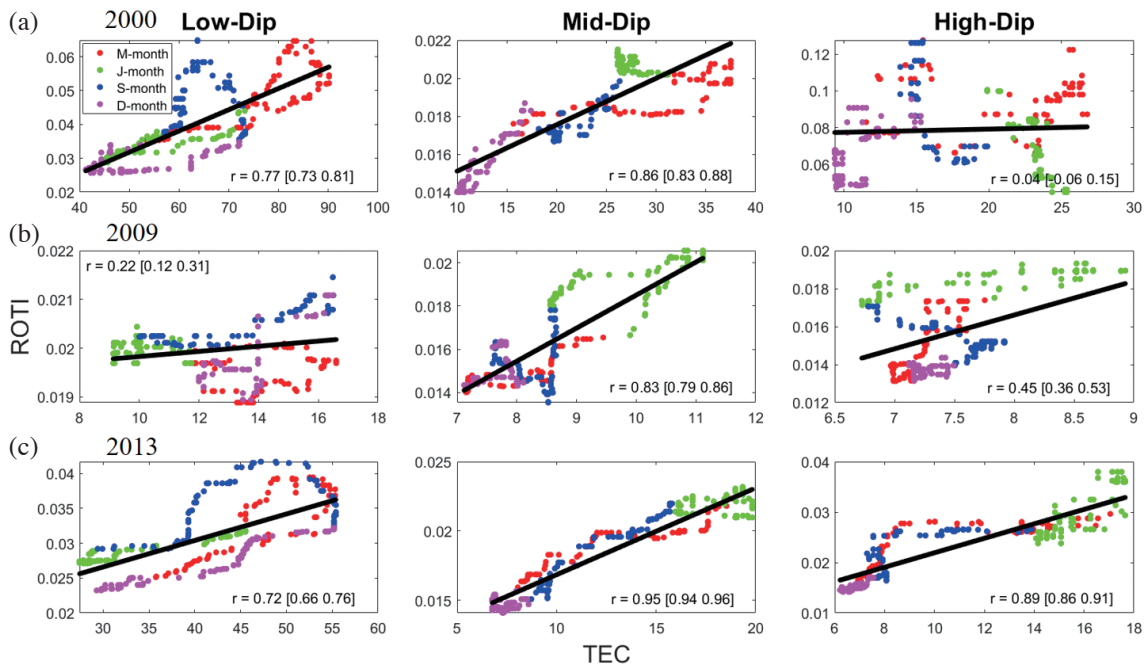 (a) 2000 Low-Dip Mid-Dip High-Dip
M-month
J-month
S-month
D-month
0.06
0.05
0.04
0.03
0.02
r = 0.77 [0.73 0.81]
40 50 60 70 80 90 100
0.022
0.02
0.018
0.016
0.014
r = 0.86 [0.83 0.88]
10 15 20 25 30 35 40
0.12
0.1
0.08
0.06
r = 0.04 [-0.06 0.15]
10 15 20 25 30
(b) 2009
0.022
0.021
0.02
0.019
r = 0.22 [0.12 0.31]
8 10 12 14 16 18
0.02
0.018
0.016
0.014
r = 0.83 [0.79 0.86]
7 8 9 10 11 12
0.02
0.018
0.016
0.014
0.012
r = 0.45 [0.36 0.53]
6.5 7 7.5 8 8.5 9
ROTI
(c) 2013
0.04
0.035
0.03
0.025
0.02
r = 0.72 [0.66 0.76]
30 35 40 45 50 55 60
0.025
0.02
0.015
r = 0.95 [0.94 0.96]
5 10 15 20
0.04
0.03
0.02
0.01
r = 0.89 [0.86 0.91]
6 8 10 12 14 16 18
TEC